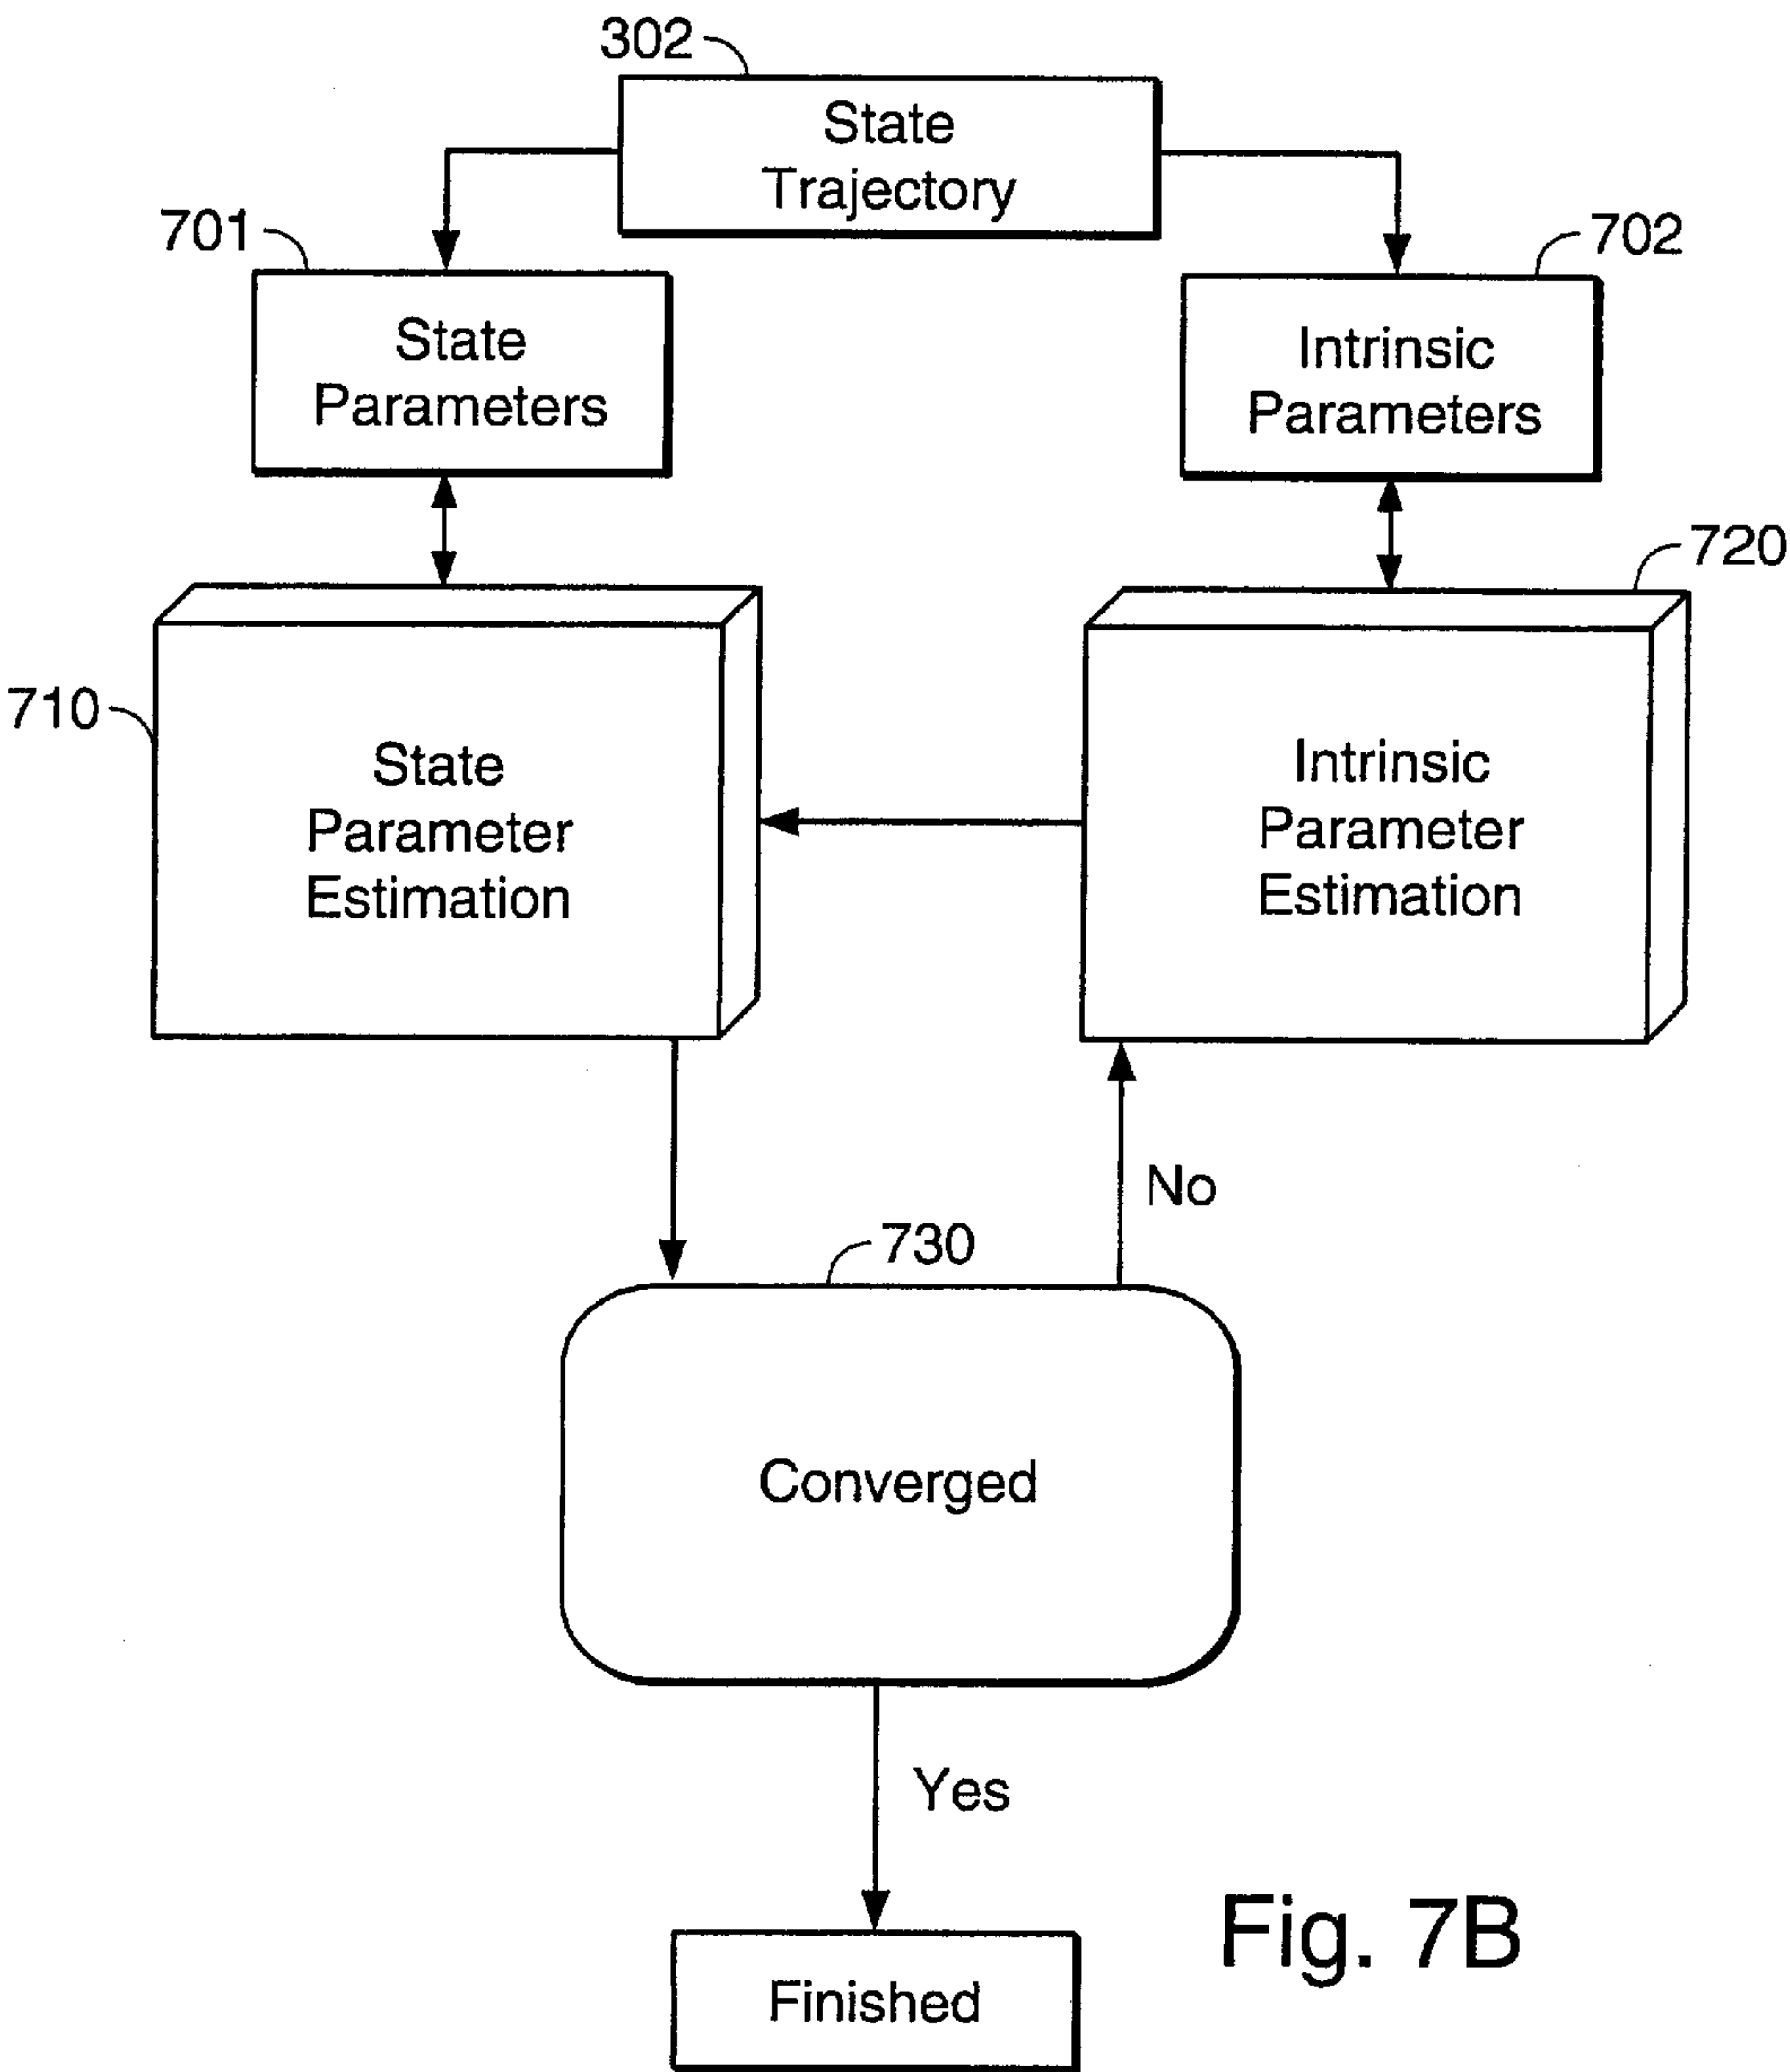 302
State
Trajectory
701
702
State
Parameters
Intrinsic
Parameters
720
710
State
Parameter
Estimation
Intrinsic
Parameter
Estimation
No
730
Converged
Yes
Fig. 7B
Finished